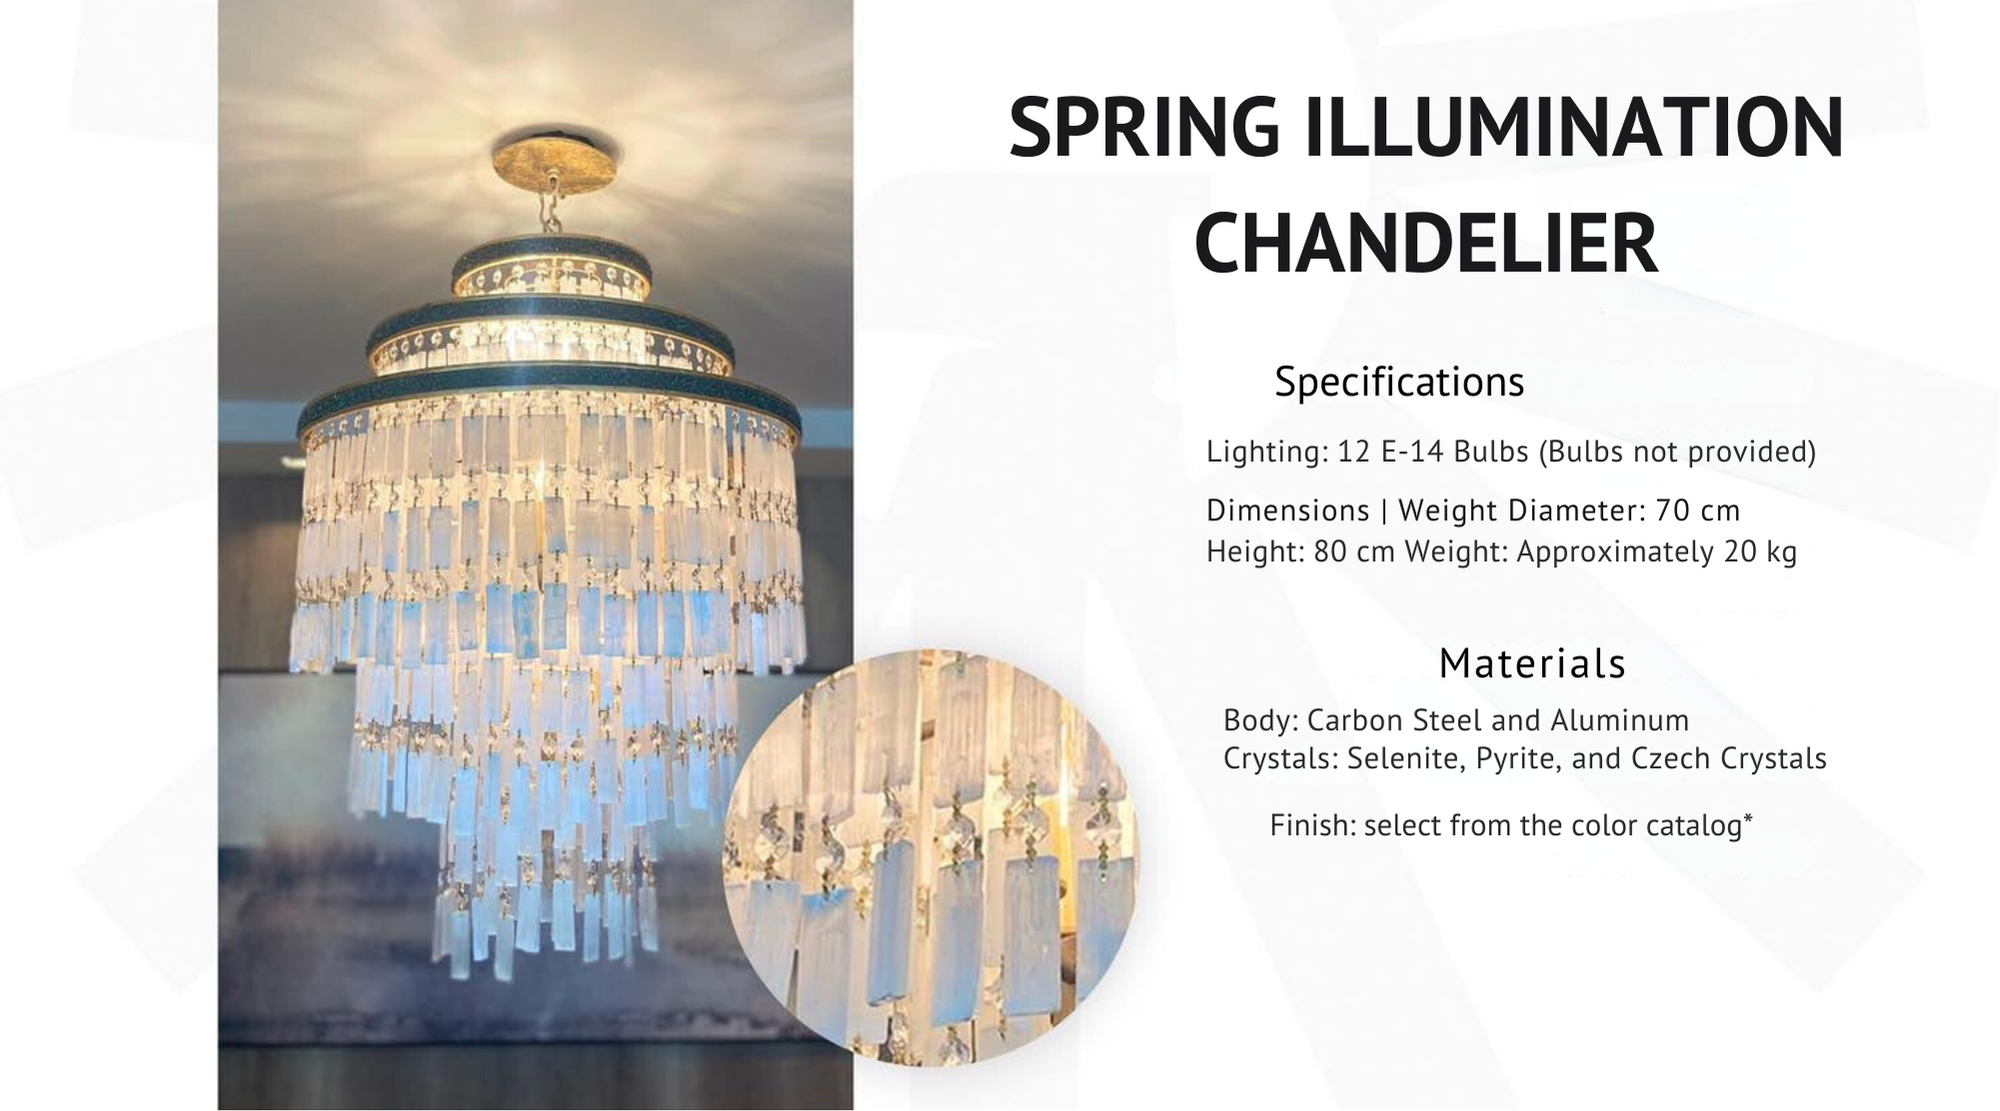 SPRING ILLUMINATION
CHANDELIER
Specifications
Lighting: 12 E-14 Bulbs (Bulbs not provided)
Dimensions | Weight Diameter: 70 cm
Height: 80 cm Weight: Approximately 20 kg
Materials
Body: Carbon Steel and Aluminum
Crystals: Selenite, Pyrite, and Czech Crystals
Finish: select from the color catalog*